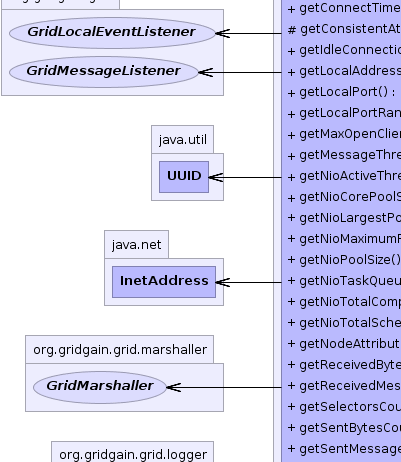 GridLocalEventListener
GridMessageListener
java.util
UUID
java.net
InetAddress
org.gridgain.grid.marshaller
GridMarshaller
org.gridgain.grid.logger
+ getConnectTime
# getConsistentAt
+ getIdleConnectio
+ getLocalAddress
+ getLocalPort() :
+ getLocalPortRan
+ getMaxOpenClien
+ getMessageThre
+ getNioActiveThre
+ getNioCorePoolS
+ getNioLargestPo
+ getNioMaximumP
+ getNioPoolSize()
+ getNioTaskQueu
+ getNioTotalComp
+ getNioTotalSche
+ getNodeAttribut
+ getReceivedByte
+ getReceivedMes
+ getSelectorsCou
+ getSentBytesCou
+ getSentMessage